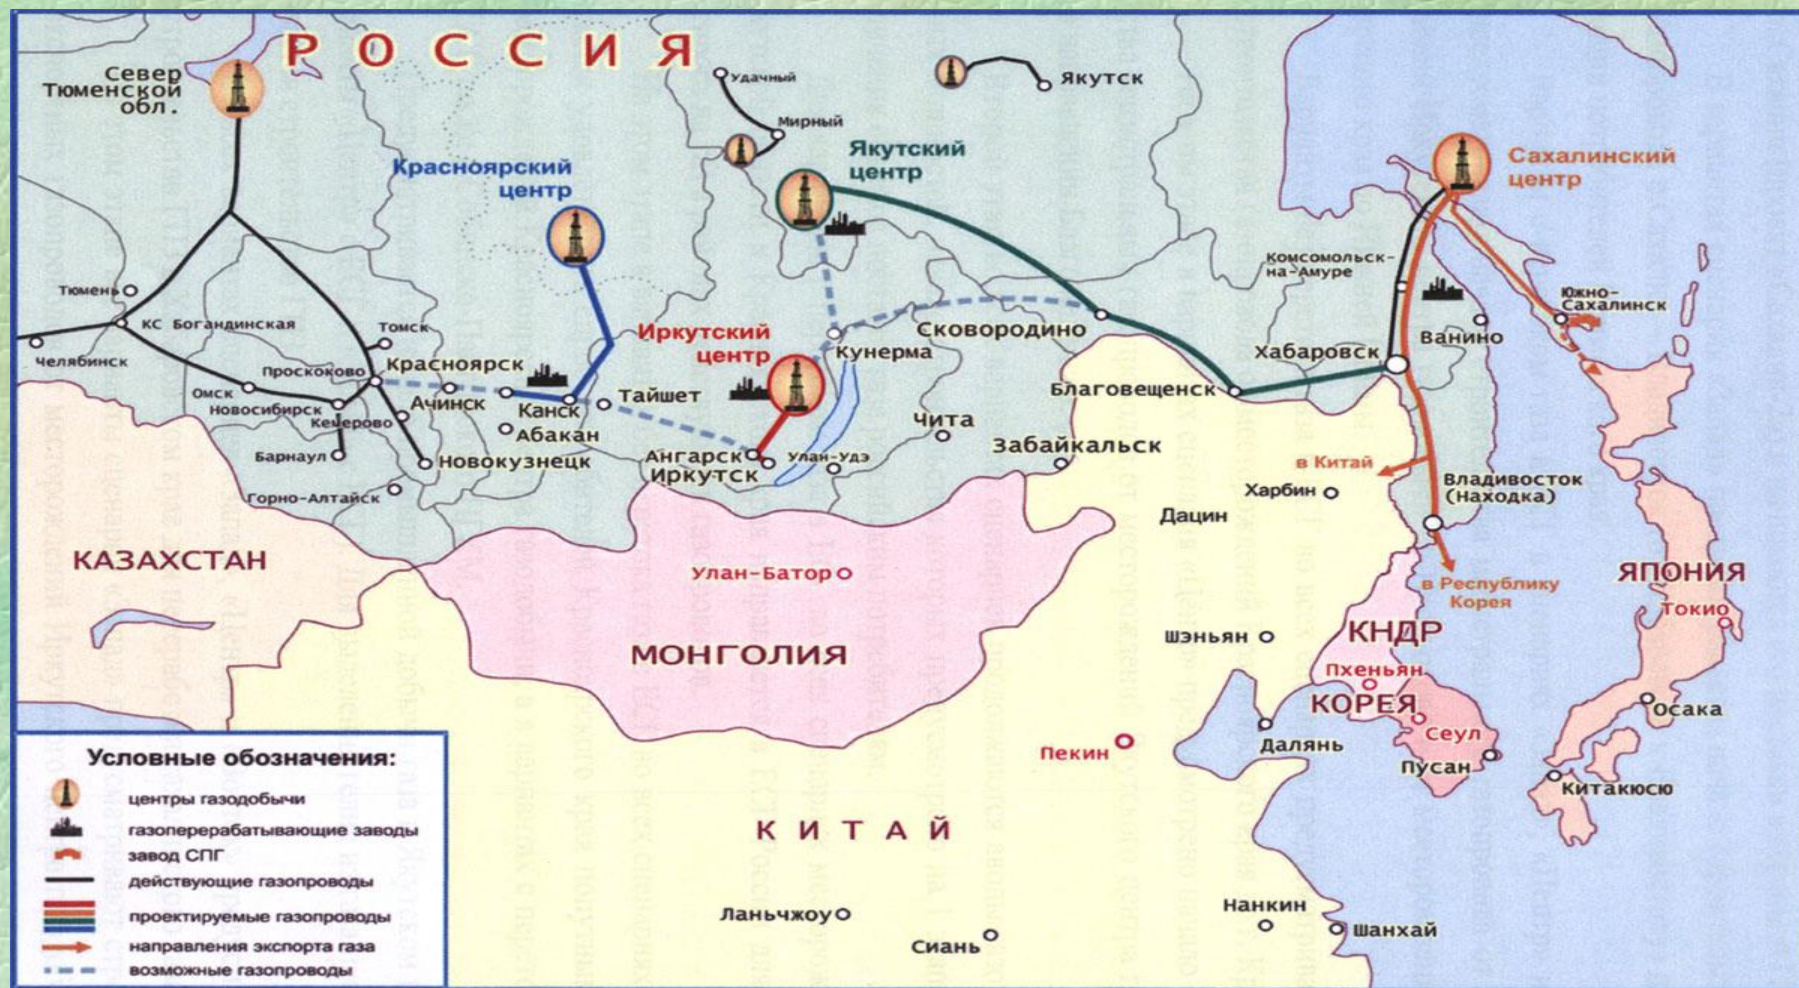 РОССИЯ
Север
Тюменской
обл.
Удачный
Якутск
Мирный
Красноярский
центр
Якутский
центр
Сахалинский
центр
Комсомольск-
на-Амуре
Тюмень
КС Богандинская
Томск
Иркутский
центр
Сковородино
Кунерма
Южно-
Сахалинск
Ванино
Хабаровск
Челябинск
Проскоково
Красноярск
Омск
Новосибирск
Ачинск
Канск
Тайшет
Благовещенск
Кемерово
Абакан
Чита
Забайкальск
Барнаул
Новокузнецк
Ангарск
Иркутск
Улан-Удэ
в Китай
Владивосток
(Находка)
Горно-Алтайск
Харбин
Дацин
КАЗАХСТАН
Улан-Батор
в Республику
Корея
ЯПОНИЯ
Токио
МОНГОЛИЯ
Шэньян
КНДР
Пхеньян
КОРЕЯ
Сеул
Осака
Пекин
Далянь
Пусан
Китакюсю
КИТАЙ
Ланьчжоу
Сиань
Нанкин
Шанхай
Условные обозначения:
центры газодобычи
газоперерабатывающие заводы
завод СПГ
действующие газопроводы
проектируемые газопроводы
направления экспорта газа
возможные газопроводы